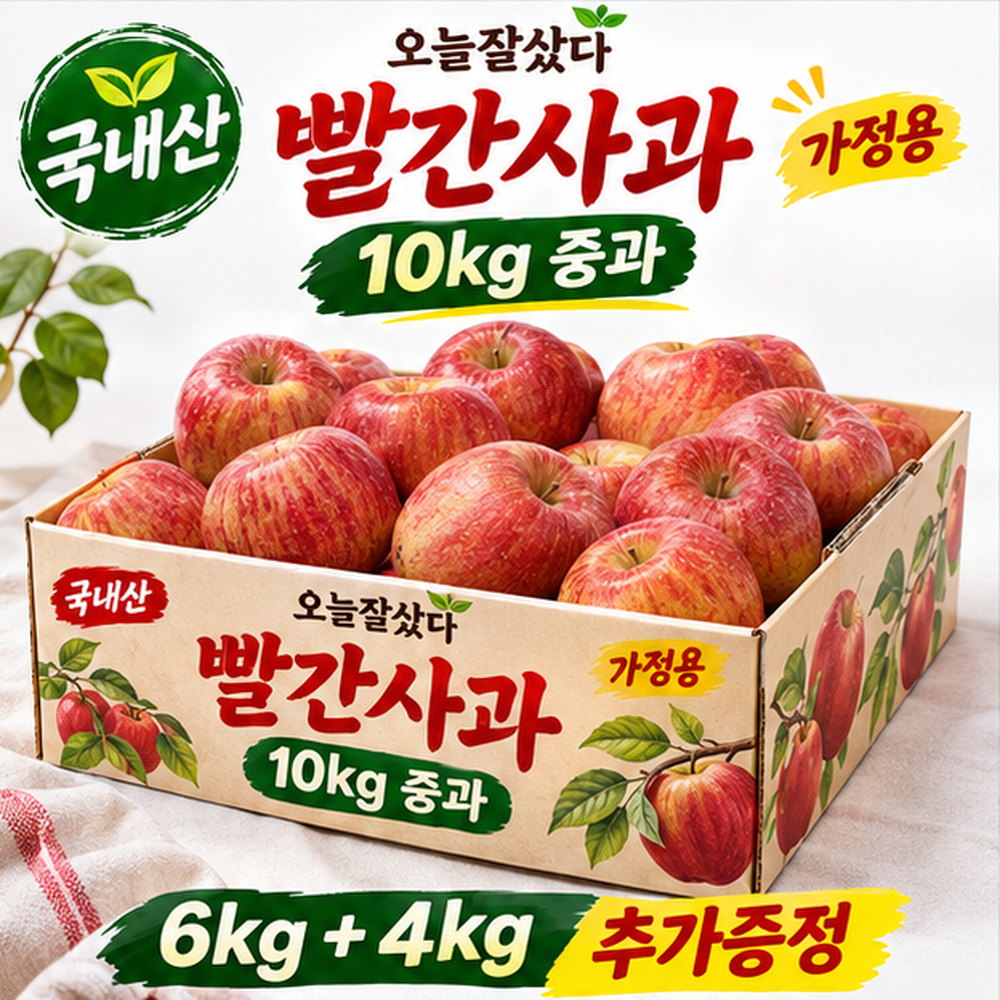 국내산
오늘잘샀다
빨간사과
가정용
10kg 중과
국내산
오늘잘샀다
빨간사과
가정용
10kg 중과
6kg + 4kg 추가증정